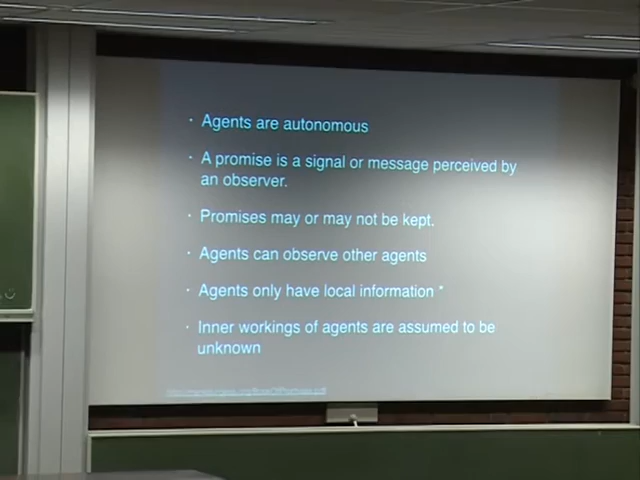 · Agents are autonomous
· A promise is a signal or message perceived by
an observer.
· Promises may or may not be kept.
· Agents can observe other agents
· Agents only have local information *
· Inner workings of agents are assumed to be
unknown